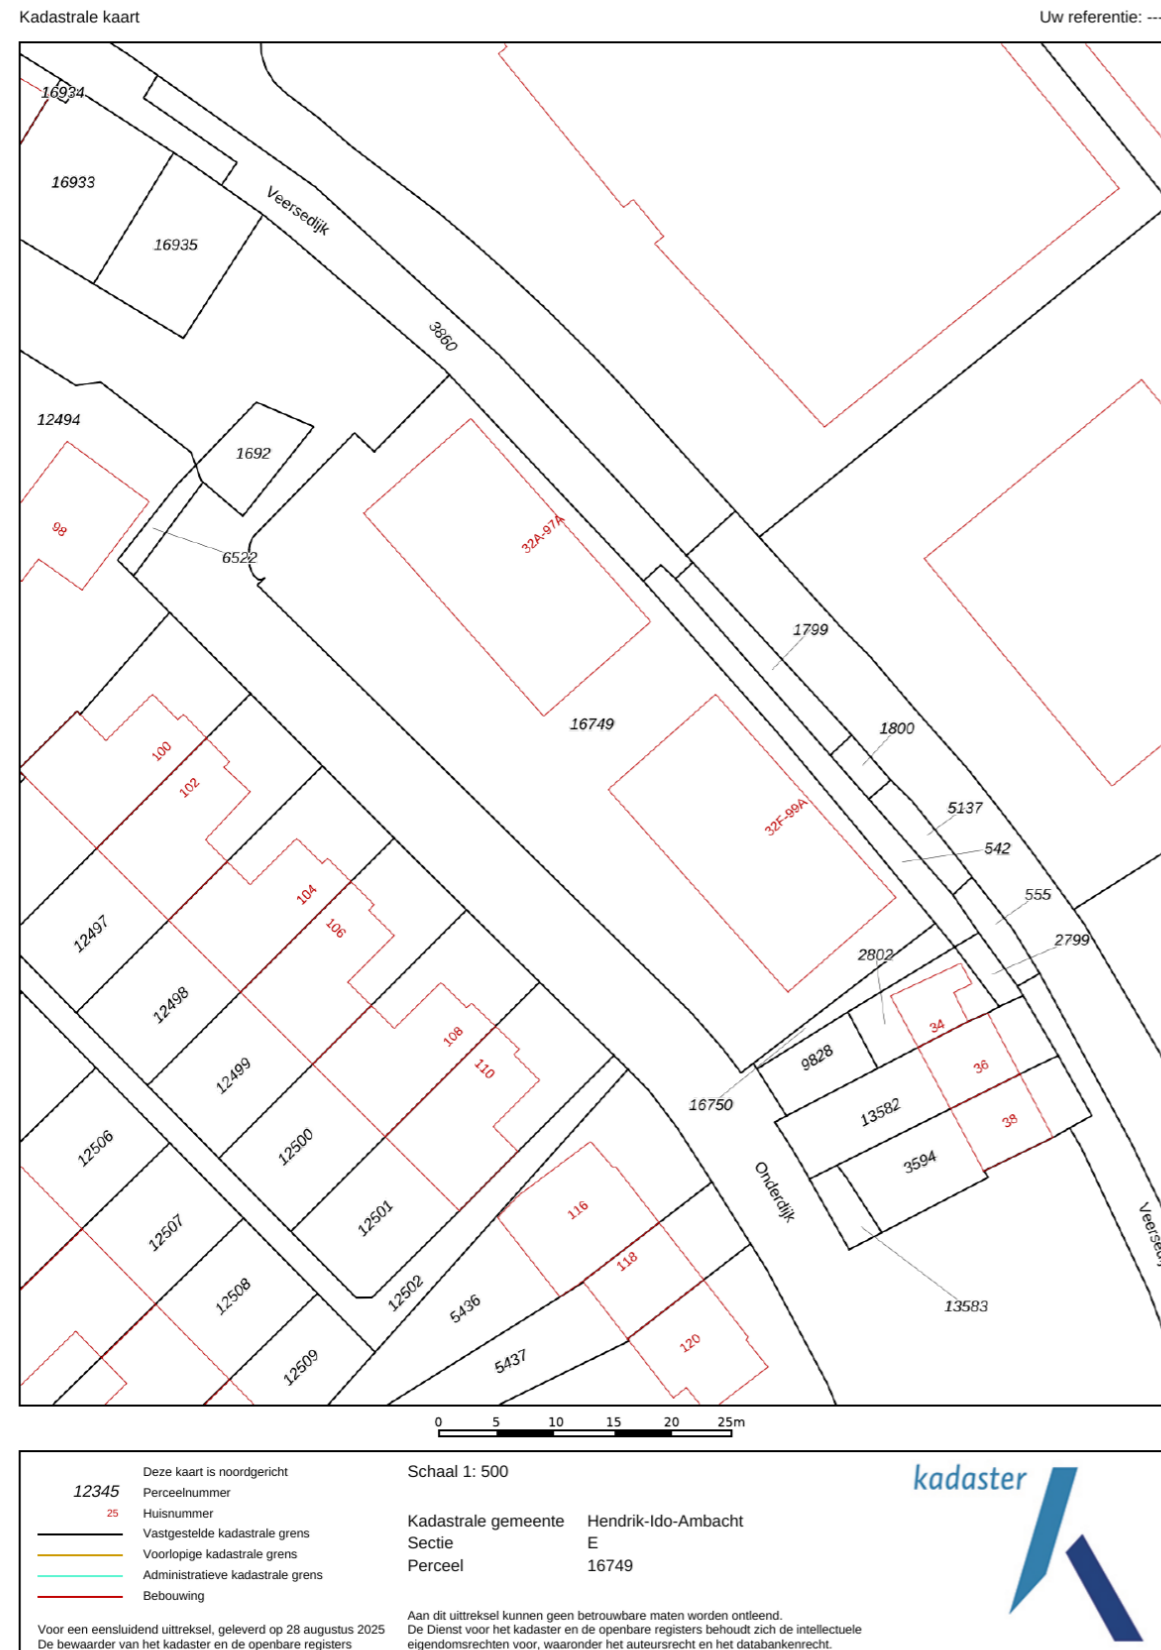 Kadastrale kaart
Uw referentie: ---
16934
16933
16935
Veersedijk
3860
12494
1692
98
6522
32A-97A
1799
16749
1800
100
102
32F-99A
5137
542
104
106
555
12497
2802
2799
12498
34
108
110
9828
36
12499
16750
13582
38
12506
12500
3594
Onderdijk
116
12501
12507
Veersedij
118
12508
12502
5436
13583
120
5437
12509
0 5 10 15 20 25m
Deze kaart is noordgericht
12345 Perceelnummer
25 Huisnummer
Vastgestelde kadastrale grens
Voorlopige kadastrale grens
Administratieve kadastrale grens
Bebouwing
Voor een eensluidend uittreksel, geleverd op 28 augustus 2025
De bewaarder van het kadaster en de openbare registers
Schaal 1: 500
Kadastrale gemeente Hendrik-Ido-Ambacht
Sectie E
Perceel 16749
Aan dit uittreksel kunnen geen betrouwbare maten worden ontleend.
De Dienst voor het kadaster en de openbare registers behoudt zich de intellectuele
eigendomsrechten voor, waaronder het auteursrecht en het databankenrecht.
kadaster